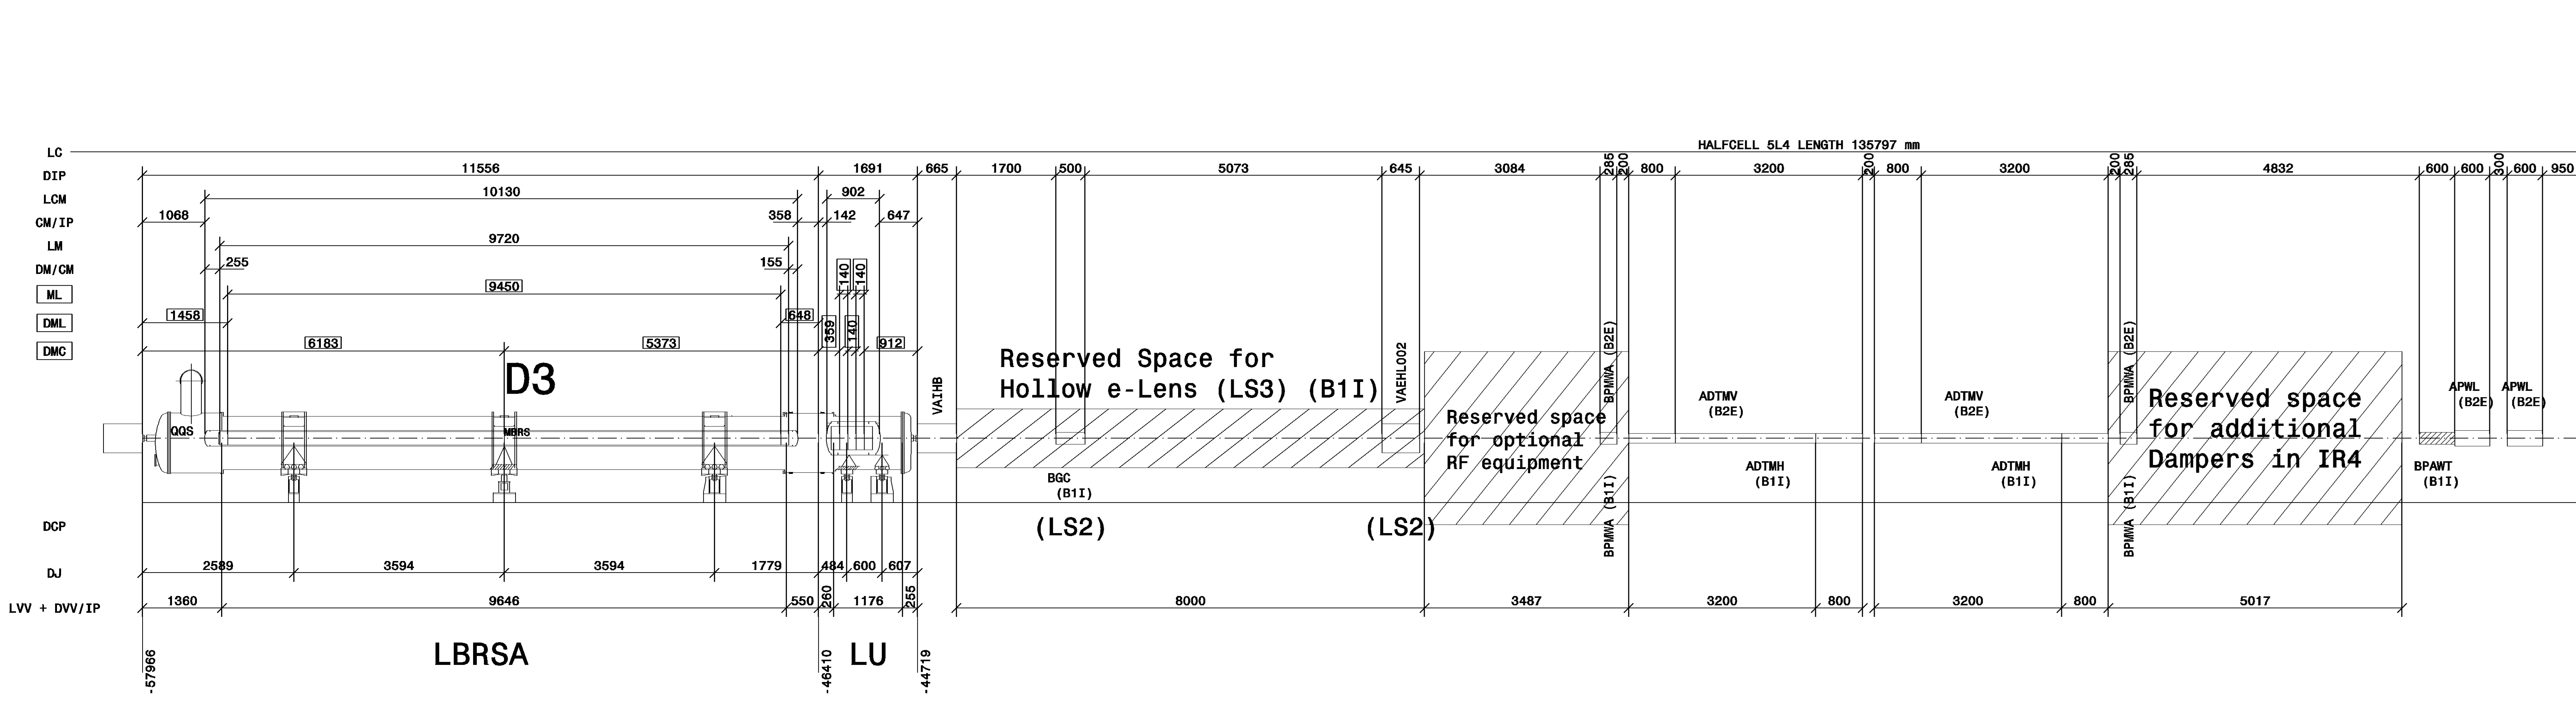 HALFCELL 5L4 LENGTH 135797 mm
LC
DIP 11556 1691 665 1700 500 5073 645 3084 285 200 800 3200 200 800 3200 200 285 4832 600 600 300 600 950
LCM 10130 902
CM/IP 1068 358 142 647
LM 9720
DM/CM 255 155 140 140
ML 9450
DML 1458 648 359 140
DMC 6183 5373 912
D3
Reserved Space for
Hollow e-Lens (LS3) (B1I)
VAIHB
VAEHL002
BPMWA (B2E)
BPMWA (B2E)
ADTMV
(B2E)
ADTMV
(B2E)
APWL
(B2E)
APWL
(B2E)
QQS
MBRS
Reserved space
for optional
RF equipment
Reserved space
for additional
Dampers in IR4
BGC
(B1I)
ADTMH
(B1I)
ADTMH
(B1I)
BPAWT
(B1I)
BPMWA (B1I)
BPMWA (B1I)
DCP
(LS2)
(LS2)
DJ 2589 3594 3594 1779 484 600 607
LVV + DVV/IP 1360 9646 550 260 1176 255 8000 3487 3200 800 3200 800 5017
LBRSA
LU
-57966
-46410
-44719